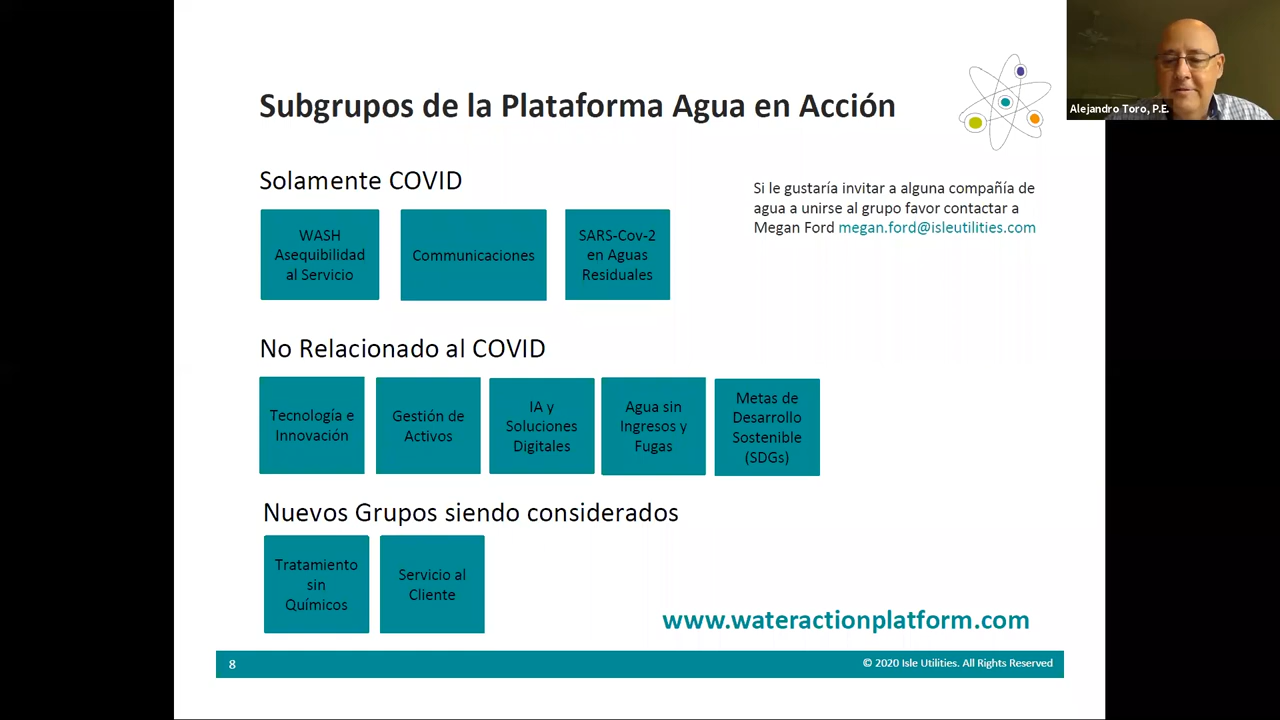 Subgrupos de la Plataforma Agua en Acción
Alejandro Toro, P.E.
Solamente COVID
Si le gustaría invitar a alguna compañía de
agua a unirse al grupo favor contactar a
Megan Ford megan.ford@isleutilities.com
WASH
Asequibilidad
al Servicio
Communicaciones
SARS-Cov-2
en Aguas
Residuales
No Relacionado al COVID
Tecnología e
Innovación
Gestión de
Activos
IA y
Soluciones
Digitales
Agua sin
Ingresos y
Fugas
Metas de
Desarrollo
Sostenible
(SDGs)
Nuevos Grupos siendo considerados
Tratamiento
sin
Químicos
Servicio al
Cliente
www.wateractionplatform.com
8
© 2020 Isle Utilities. All Rights Reserved